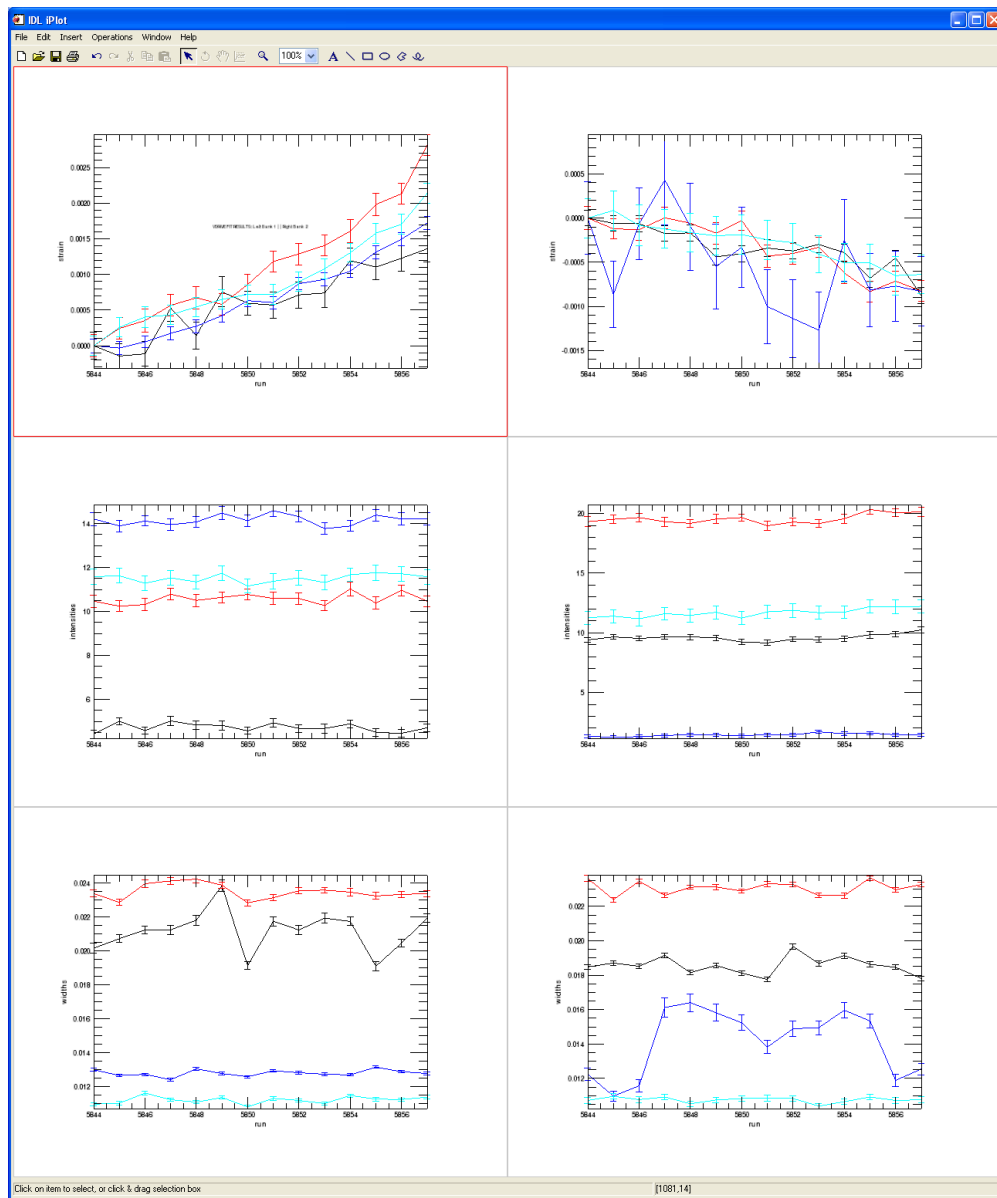 IDL iPlot
File Edit Insert Operations Window Help
100%
0.0025
0.0020
0.0015
0.0010
0.0005
0.0000
strain
5844 5846 5848 5850 5852 5854 5856
run
0.0005
0.0000
-0.0005
-0.0010
-0.0015
strain
5844 5846 5848 5850 5852 5854 5856
run
14
12
10
8
6
intensities
5844 5846 5848 5850 5852 5854 5856
run
20
15
10
5
intensities
5844 5846 5848 5850 5852 5854 5856
run
0.024
0.022
0.020
0.018
0.016
0.014
0.012
widths
5844 5846 5848 5850 5852 5854 5856
run
0.022
0.020
0.018
0.016
0.014
0.012
widths
5844 5846 5848 5850 5852 5854 5856
run
Click on item to select, or click & drag selection box
[1081,14]